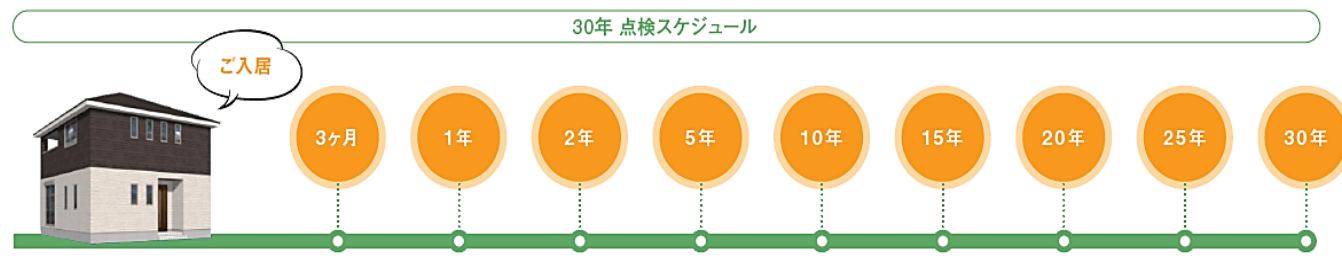 30年 点検スケジュール
ご入居
3ヶ月
1年
2年
5年
10年
15年
20年
25年
30年